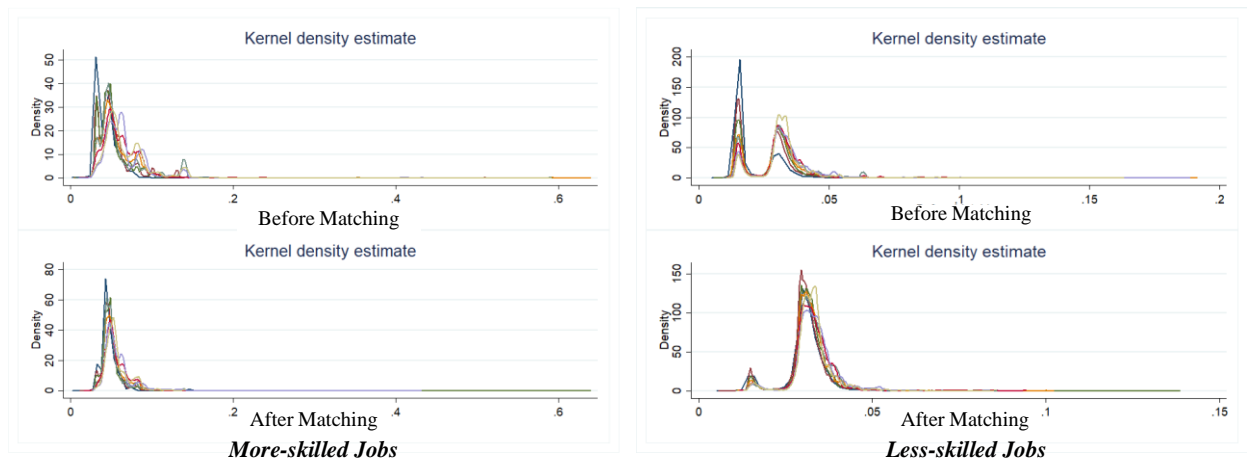 Kernel density estimate
Density
50
40
30
20
10
0
0 .2 .4 .6
Before Matching
Kernel density estimate
Density
80
60
40
20
0
0 .2 .4 .6
After Matching
More-skilled Jobs
Kernel density estimate
Density
200
150
100
50
0
0 .05 .1 .15 .2
Before Matching
Kernel density estimate
Density
150
100
50
0
0 .05 .1 .15
After Matching
Less-skilled Jobs